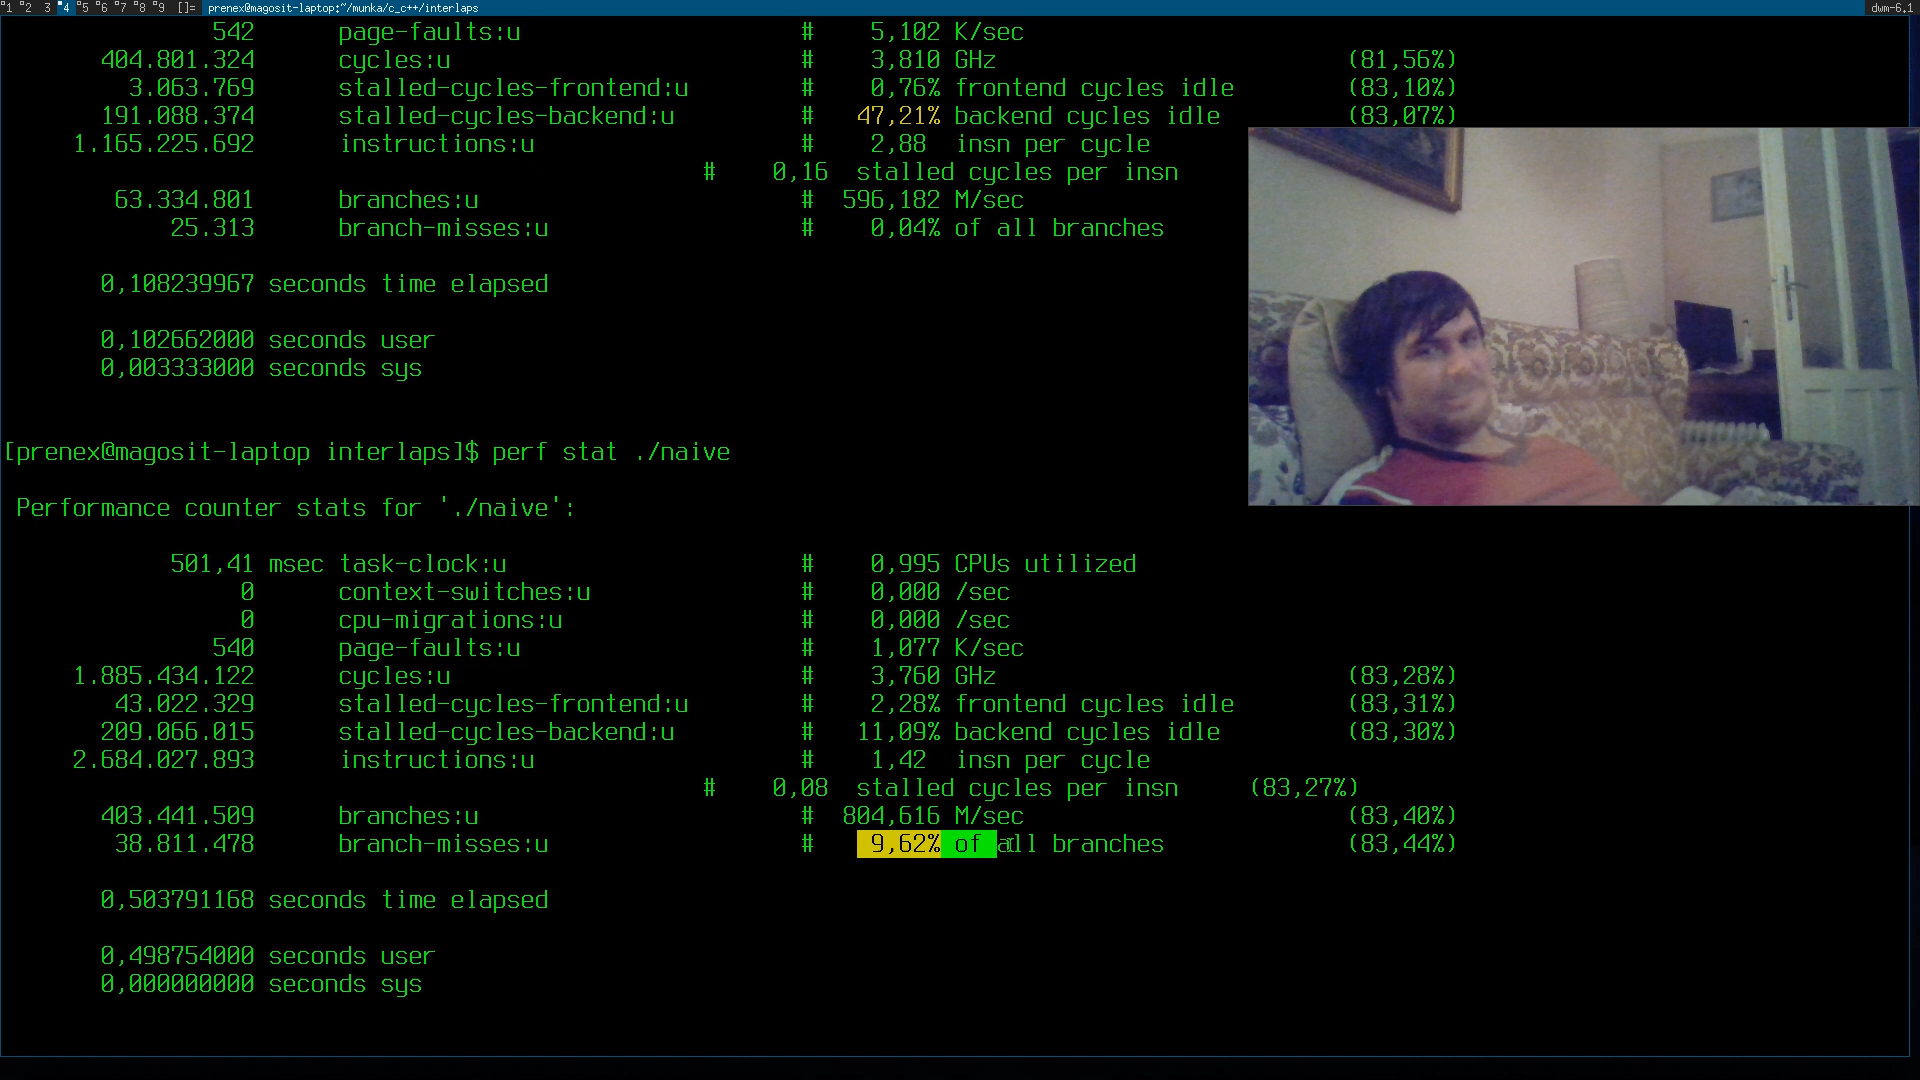 1 2 3 4 5 6 7 8 9 []= prenex@magosit-laptop:~/munka/c_c++/interlaps dwm-6.1
542 page-faults:u # 5,102 K/sec
404.801.324 cycles:u # 3,810 GHz (81,56%)
3.063.769 stalled-cycles-frontend:u # 0,76% frontend cycles idle (83,10%)
191.088.374 stalled-cycles-backend:u # 47,21% backend cycles idle (83,07%)
1.165.225.692 instructions:u # 2,88 insn per cycle
# 0,16 stalled cycles per insn
63.334.801 branches:u # 596,182 M/sec
25.313 branch-misses:u # 0,04% of all branches
0,108239967 seconds time elapsed
0,102662000 seconds user
0,003333000 seconds sys
[prenex@magosit-laptop interlaps]$ perf stat ./naive
Performance counter stats for './naive':
501,41 msec task-clock:u # 0,995 CPUs utilized
0 context-switches:u # 0,000 /sec
0 cpu-migrations:u # 0,000 /sec
540 page-faults:u # 1,077 K/sec
1.885.434.122 cycles:u # 3,760 GHz (83,28%)
43.022.329 stalled-cycles-frontend:u # 2,28% frontend cycles idle (83,31%)
209.066.015 stalled-cycles-backend:u # 11,09% backend cycles idle (83,30%)
2.684.027.893 instructions:u # 1,42 insn per cycle
# 0,08 stalled cycles per insn (83,27%)
403.441.509 branches:u # 804,616 M/sec (83,40%)
38.811.478 branch-misses:u # 9,62% of all branches (83,44%)
0,503791168 seconds time elapsed
0,498754000 seconds user
0,000000000 seconds sys